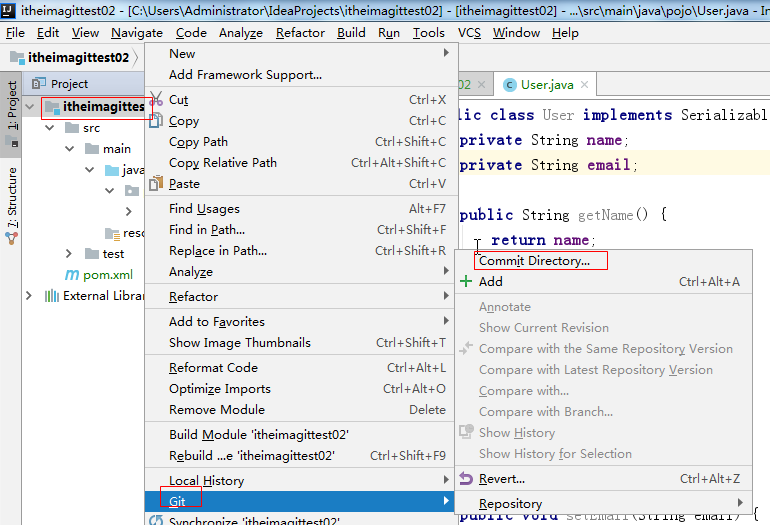 itheimagittest02 - [C:\Users\Administrator\IdeaProjects\itheimagittest02] - [itheimagittest02] - ...\src\main\java\pojo\User.java - In
File Edit View Navigate Code Analyze Refactor Build Run Tools VCS Window Help
itheimagittest02
Project
02
User.java
1: Project
7: Structure
itheimagittes
src
main
java
reso
test
pom.xml
External Librar
New
Add Framework Support...
Cut Ctrl+X
Copy Ctrl+C
Copy Path Ctrl+Shift+C
Copy Relative Path Ctrl+Alt+Shift+C
Paste Ctrl+V
Find Usages Alt+F7
Find in Path... Ctrl+Shift+F
Replace in Path... Ctrl+Shift+R
Analyze
Refactor
Add to Favorites
Show Image Thumbnails Ctrl+Shift+T
Reformat Code Ctrl+Alt+L
Optimize Imports Ctrl+Alt+O
Remove Module Delete
Build Module 'itheimagittest02'
Rebuild ...e 'itheimagittest02' Ctrl+Shift+F9
Local History
Git
Synchronize 'itheimagittest02'
lic class User implements Serializabl
private String name;
private String email;
public String getName() {
return name;
Commit Directory...
Add Ctrl+Alt+A
Annotate
Show Current Revision
Compare with the Same Repository Version
Compare with Latest Repository Version
Compare with...
Compare with Branch...
Show History
Show History for Selection
Revert... Ctrl+Alt+Z
Repository
public void setEmail(String email) {